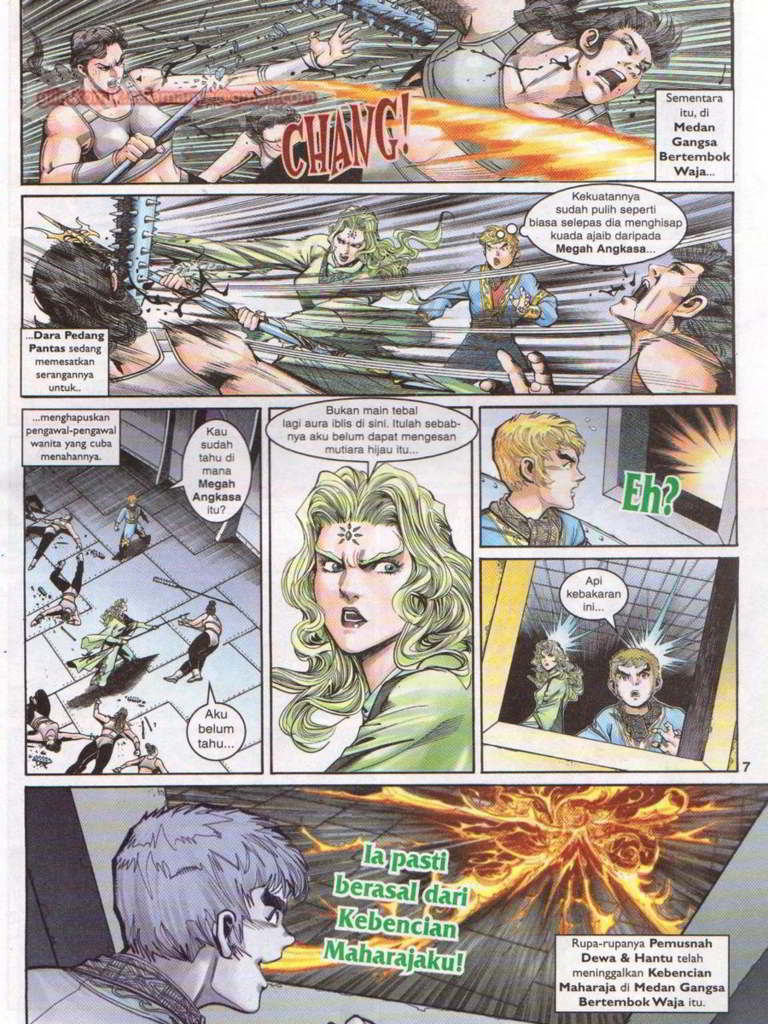 CHANG!
Sementara
itu, di
Medan
Gangsa
Bertembok
Waja...
Kekuatannya
sudah pulih seperti
biasa selepas dia menghisap
kuada ajaib daripada
Megah Angkasa...
...Dara Pedang
Pantas sedang
memesatkan
serangannya
untuk..
...menghapuskan
pengawal-pengawal
wanita yang cuba
menahannya.
Kau
sudah
tahu di
mana
Megah
Angkasa
itu?
Aku
belum
tahu...
Bukan main tebal
lagi aura iblis di sini. Itulah sebab-
nya aku belum dapat mengesan
mutiara hijau itu...
Eh?
Api
kebakaran
ini...
7
Ia pasti
berasal dari
Kebencian
Maharajaku!
Rupa-rupanya Pemusnah
Dewa & Hantu telah
meninggalkan Kebencian
Maharaja di Medan Gangsa
Bertembok Waja itu.